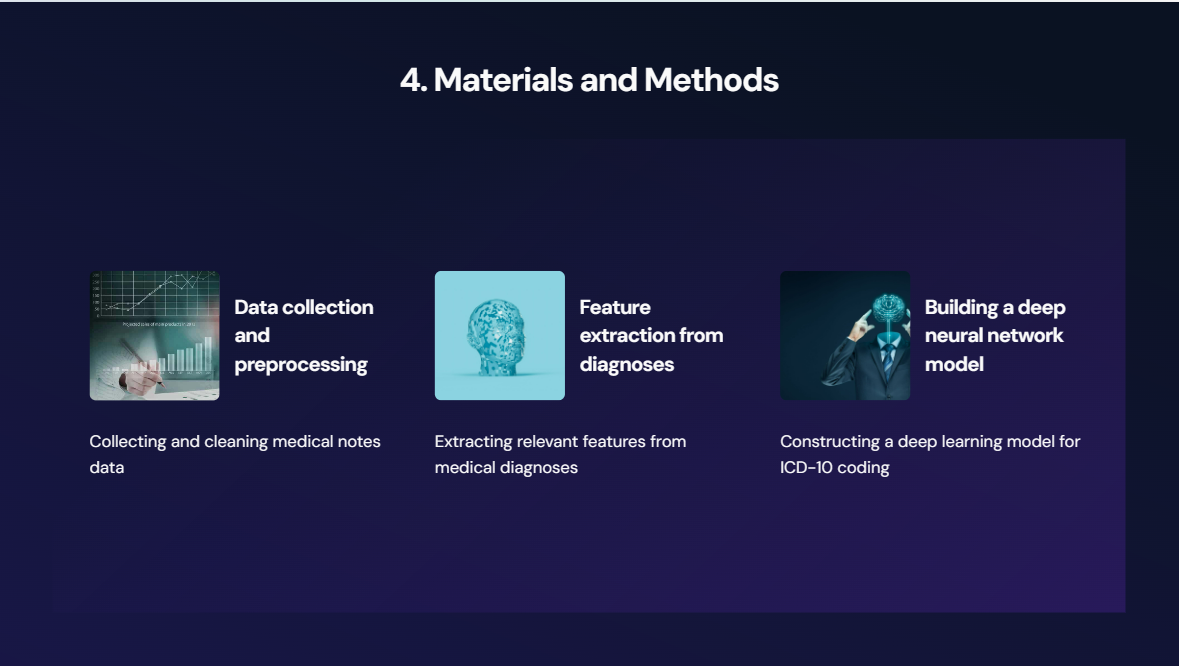 4. Materials and Methods
Data collection
and
preprocessing
Collecting and cleaning medical notes
data
Feature
extraction from
diagnoses
Extracting relevant features from
medical diagnoses
Building a deep
neural network
model
Constructing a deep learning model for
ICD-10 coding